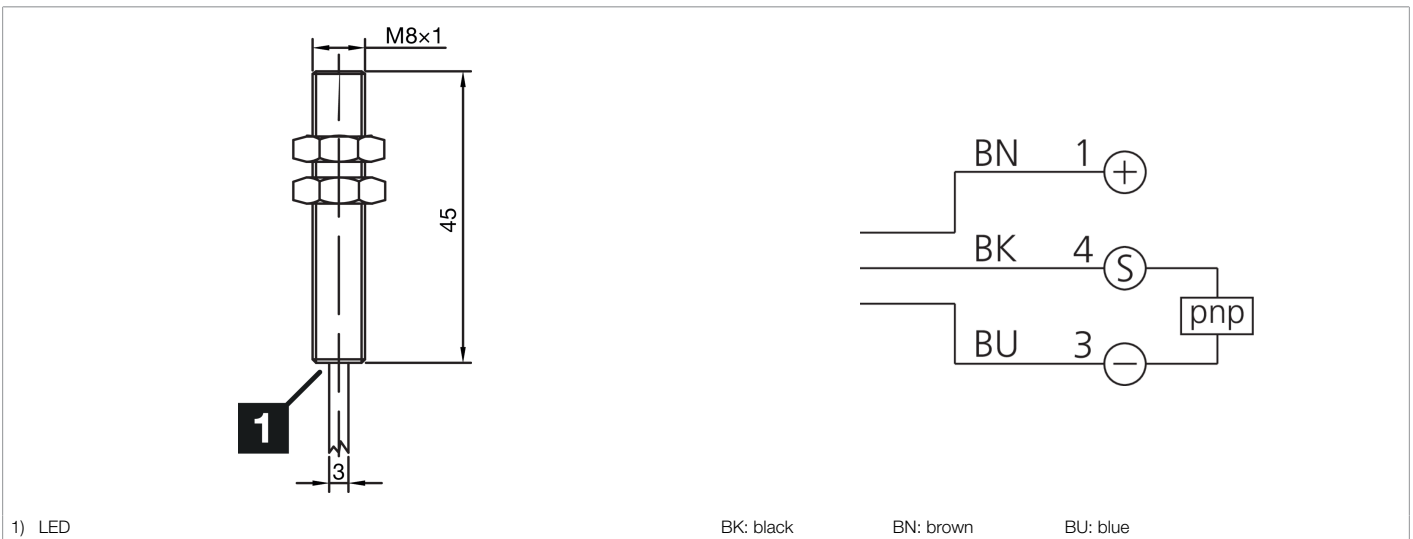 M8×1
45
1
3
BN 1 +
BK 4 S
pnp
BU 3 −
1) LED
BK: black BN: brown BU: blue